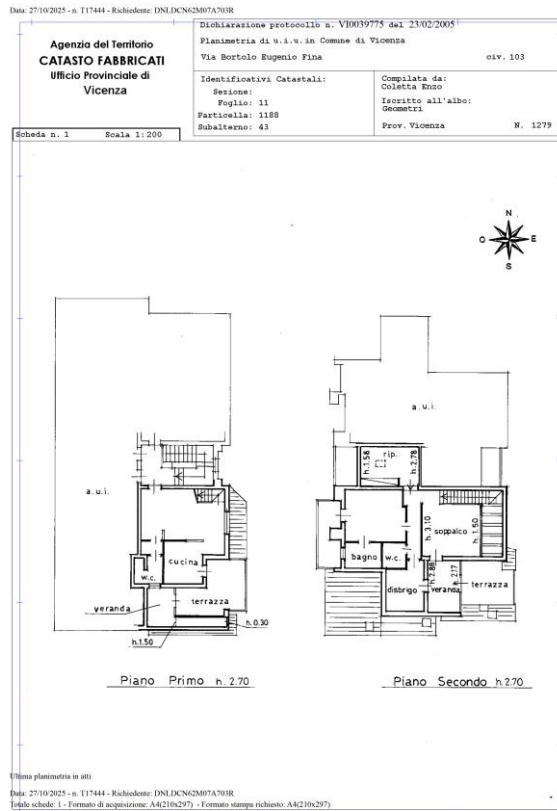 Data: 27/10/2025 - n. T17444 - Richiedente: DNLDCN62M07A703R
Agenzia del Territorio
CATASTO FABBRICATI
Ufficio Provinciale di
Vicenza
Dichiarazione protocollo n. VI0039775 del 23/02/2005
Planimetria di u.i.u. in Comune di Vicenza
Via Bortolo Eugenio Fina civ. 103
Identificativi Catastali:
Sezione:
Foglio: 11
Particella: 1188
Subalterno: 43
Compilata da:
Coletta Enzo
Iscritto all'albo:
Geometri
Prov. Vicenza N. 1279
Scheda n. 1 Scala 1:200
N
O E
S
a.u.i.
cucina
w.c.
veranda
terrazza
h.1.50
h.0.30
Piano Primo h. 2.70
a.u.i.
h.1.58
rip.
h.2.78
h.3.10
soppalco
h.1.50
bagno
w.c.
disbrigo
h.2.88
veranda
h.2.17
terrazza
Piano Secondo h.2.70
Ultima planimetria in atti
Data: 27/10/2025 - n. T17444 - Richiedente: DNLDCN62M07A703R
Totale schede: 1 - Formato di acquisizione: A4(210x297) - Formato stampa richiesto: A4(210x297)